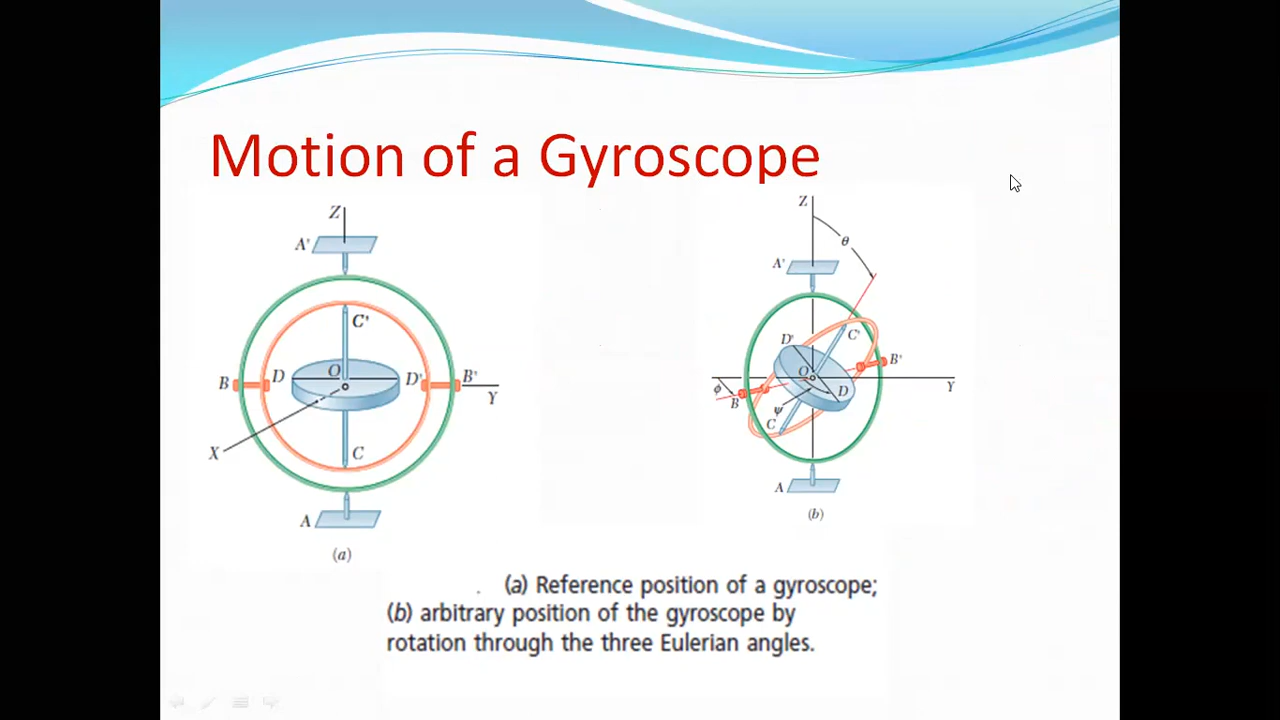 Motion of a Gyroscope
Z
A'
C'
B
D
O
D'
B'
Y
X
C
A
(a)
Z
θ
A'
D'
C'
O
B'
Y
ϕ
B
D
ψ
C
A
(b)
(a) Reference position of a gyroscope;
(b) arbitrary position of the gyroscope by
rotation through the three Eulerian angles.